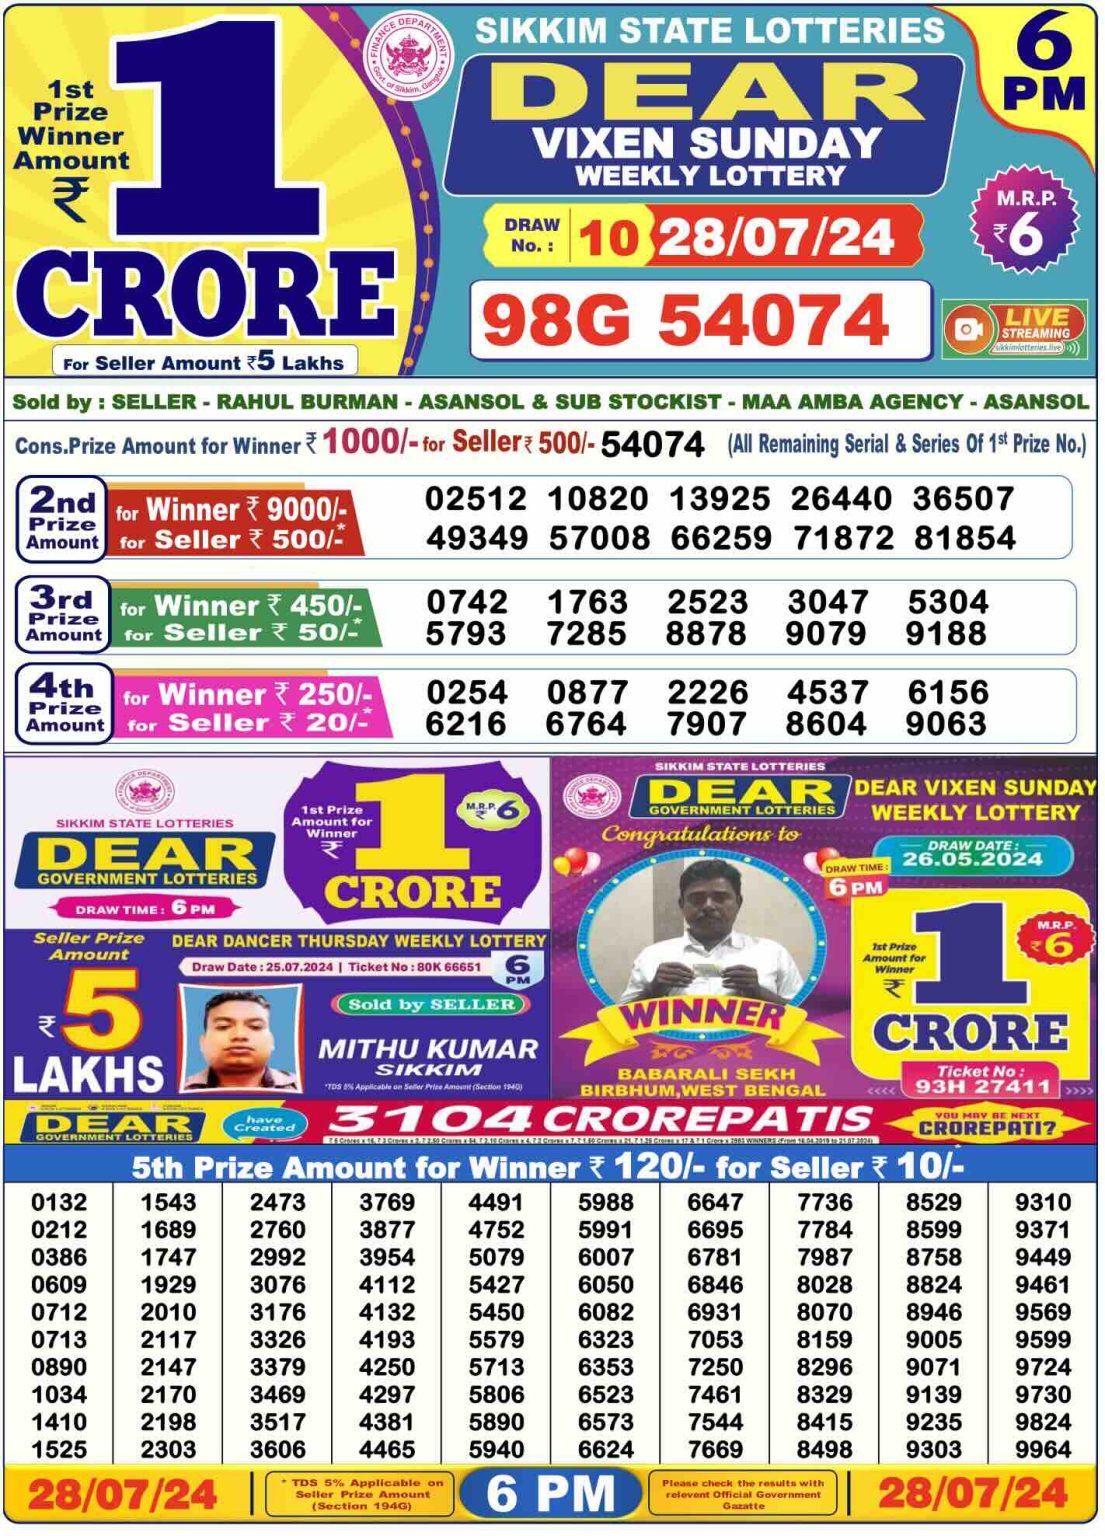 1st
Prize
Winner
Amount
₹
1
CRORE
For Seller Amount ₹5 Lakhs
FINANCE DEPARTMENT
Govt. of Sikkim, Gangtok
SIKKIM STATE LOTTERIES
DEAR
VIXEN SUNDAY
WEEKLY LOTTERY
6
PM
M.R.P.
₹6
DRAW
No. :
10
28/07/24
98G 54074
LIVE
STREAMING
sikkimlotteries.live
Sold by : SELLER - RAHUL BURMAN - ASANSOL & SUB STOCKIST - MAA AMBA AGENCY - ASANSOL
Cons.Prize Amount for Winner ₹ 1000/- for Seller ₹ 500/- 54074 (All Remaining Serial & Series Of 1st Prize No.)
2nd
Prize
Amount
for Winner ₹ 9000/-
for Seller ₹ 500/-*
02512 10820 13925 26440 36507
49349 57008 66259 71872 81854
3rd
Prize
Amount
for Winner ₹ 450/-
for Seller ₹ 50/-*
0742 1763 2523 3047 5304
5793 7285 8878 9079 9188
4th
Prize
Amount
for Winner ₹ 250/-
for Seller ₹ 20/-*
0254 0877 2226 4537 6156
6216 6764 7907 8604 9063
SIKKIM STATE LOTTERIES
DEAR
GOVERNMENT LOTTERIES
DRAW TIME : 6 PM
1st Prize
Amount for
Winner
₹
1
CRORE
M.R.P.
₹6
Seller Prize
Amount
₹5
LAKHS
DEAR DANCER THURSDAY WEEKLY LOTTERY
Draw Date : 25.07.2024 | Ticket No : 80K 66651
6
PM
Sold by SELLER
MITHU KUMAR
SIKKIM
*TDS 5% Applicable on Seller Prize Amount (Section 194G)
SIKKIM STATE LOTTERIES
DEAR
GOVERNMENT LOTTERIES
Congratulations to
WINNER
BABARALI SEKH
BIRBHUM,WEST BENGAL
DEAR VIXEN SUNDAY
WEEKLY LOTTERY
DRAW DATE :
26.05.2024
DRAW TIME :
6 PM
1st Prize
Amount for
Winner
₹
1
CRORE
M.R.P.
₹6
Ticket No :
93H 27411
DEAR
GOVERNMENT LOTTERIES
have
Created
3104 CROREPATIS
YOU MAY BE NEXT
CROREPATI?
5th Prize Amount for Winner ₹ 120/- for Seller ₹ 10/-*
0132 1543 2473 3769 4491 5988 6647 7736 8529 9310
0212 1689 2760 3877 4752 5991 6695 7784 8599 9371
0386 1747 2992 3954 5079 6007 6781 7987 8758 9449
0609 1929 3076 4112 5427 6050 6846 8028 8824 9461
0712 2010 3176 4132 5450 6082 6931 8070 8946 9569
0713 2117 3326 4193 5579 6323 7053 8159 9005 9599
0890 2147 3379 4250 5713 6353 7250 8296 9071 9724
1034 2170 3469 4297 5806 6523 7461 8329 9139 9730
1410 2198 3517 4381 5890 6573 7544 8415 9235 9824
1525 2303 3606 4465 5940 6624 7669 8498 9303 9964
28/07/24
* TDS 5% Applicable on
Seller Prize Amount
(Section 194G)
6 PM
Please check the results with
relevent Official Government
Gazatte
28/07/24